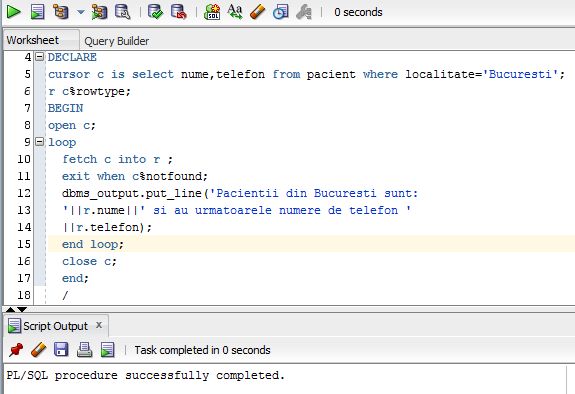 0 seconds
Worksheet Query Builder
4 DECLARE
5 cursor c is select nume,telefon from pacient where localitate='Bucuresti';
6 r c%rowtype;
7 BEGIN
8 open c;
9 loop
10 fetch c into r ;
11 exit when c%notfound;
12 dbms_output.put_line('Pacientii din Bucuresti sunt:
13 '||r.nume||' si au urmatoarele numere de telefon '
14 ||r.telefon);
15 end loop;
16 close c;
17 end;
18 /
Script Output x
Task completed in 0 seconds
PL/SQL procedure successfully completed.